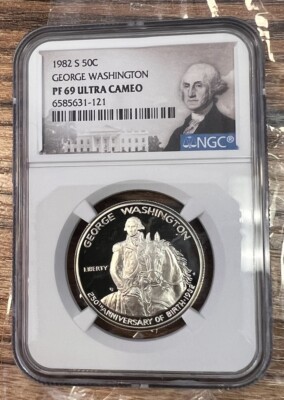 1982 S 50C
GEORGE WASHINGTON
PF 69 ULTRA CAMEO
6585631-121
NGC
GEORGE WASHINGTON
LIBERTY
250TH ANNIVERSARY OF BIRTH 1982